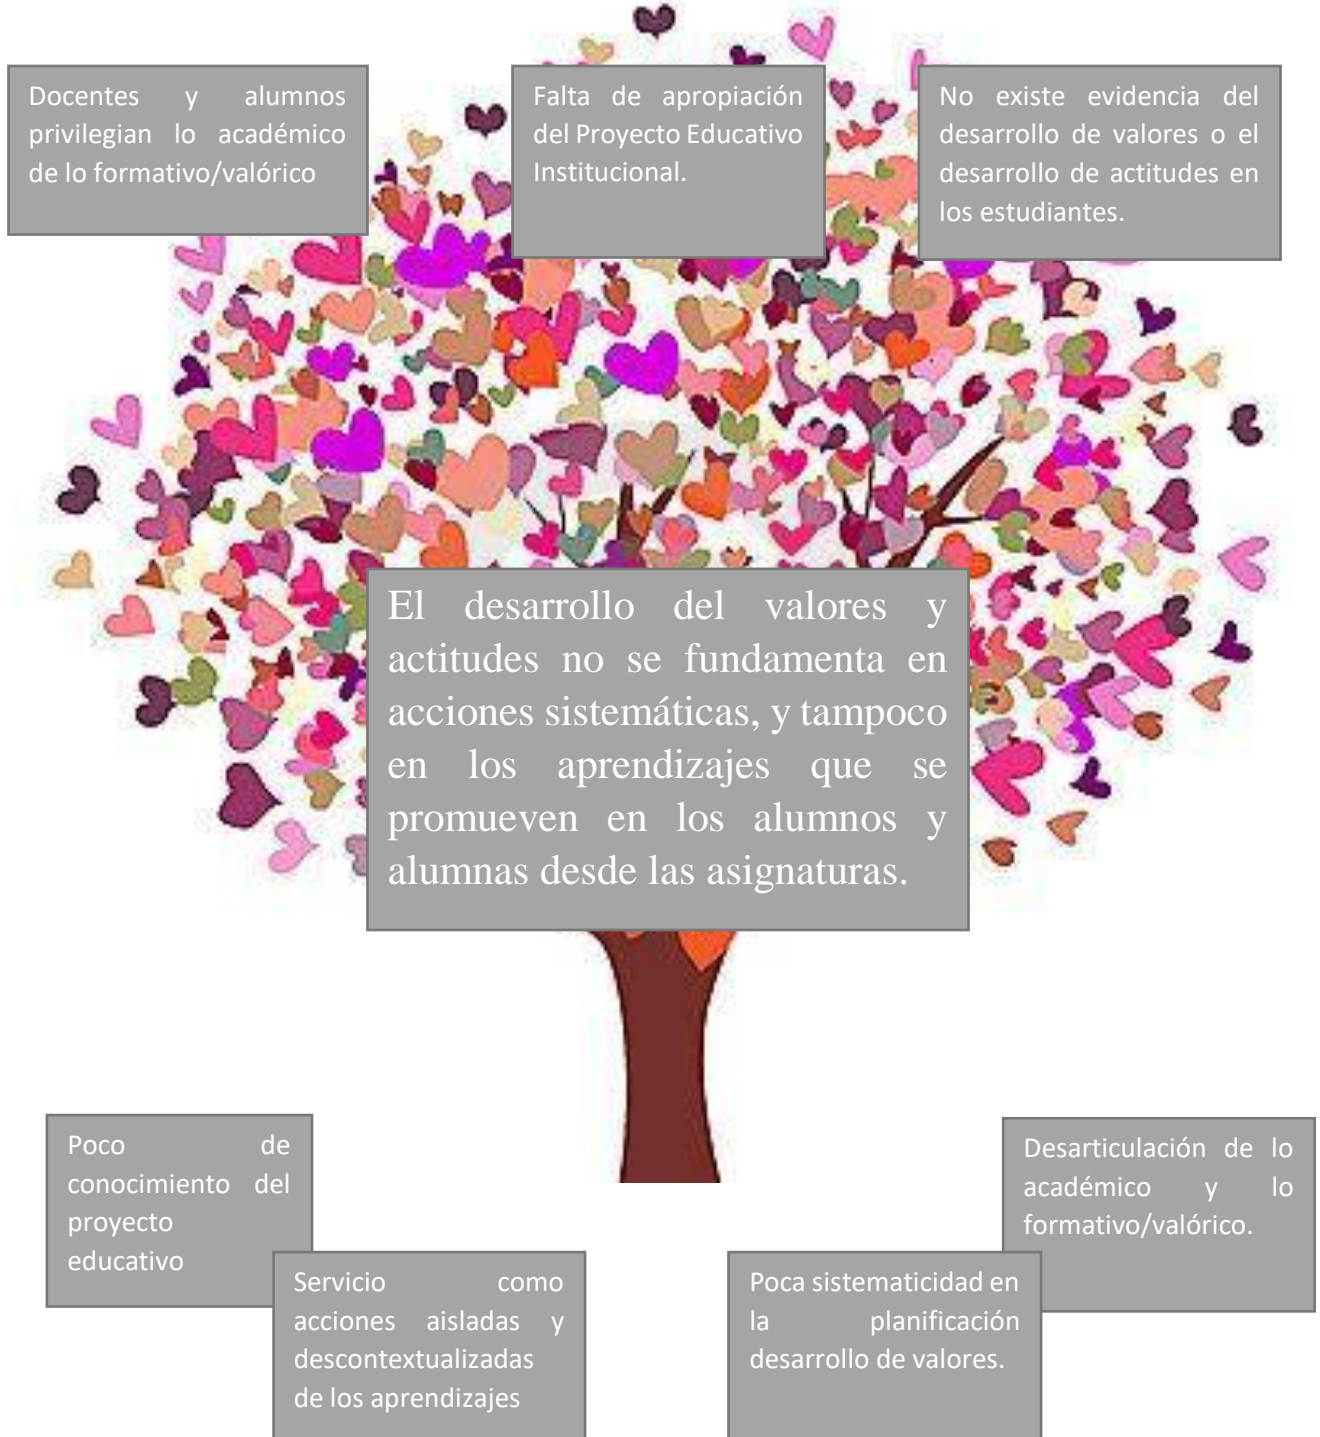 Docentes y alumnos
privilegian lo académico
de lo formativo/valórico
Falta de apropiación
del Proyecto Educativo
Institucional.
No existe evidencia del
desarrollo de valores o el
desarrollo de actitudes en
los estudiantes.
El desarrollo del valores y
actitudes no se fundamenta en
acciones sistemáticas, y tampoco
en los aprendizajes que se
promueven en los alumnos y
alumnas desde las asignaturas.
Poco de
conocimiento del
proyecto
educativo
Servicio como
acciones aisladas y
descontextualizadas
de los aprendizajes
Poca sistematicidad en
la planificación
desarrollo de valores.
Desarticulación de lo
académico y lo
formativo/valórico.